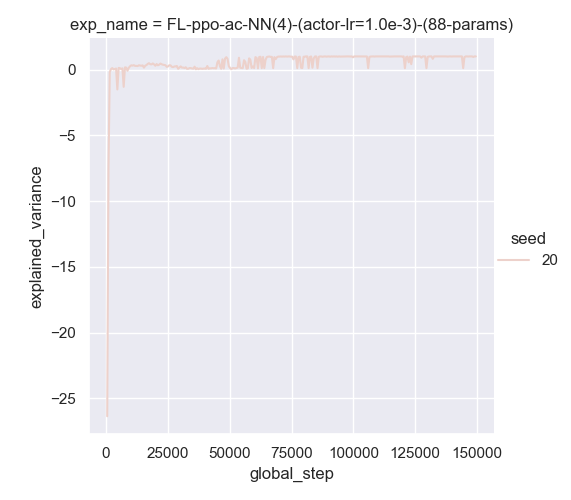 exp_name = FL-ppo-ac-NN(4)-(actor-lr=1.0e-3)-(88-params)
0
−5
−10
−15
−20
−25
explained_variance
0 25000 50000 75000 100000 125000 150000
global_step
seed
20